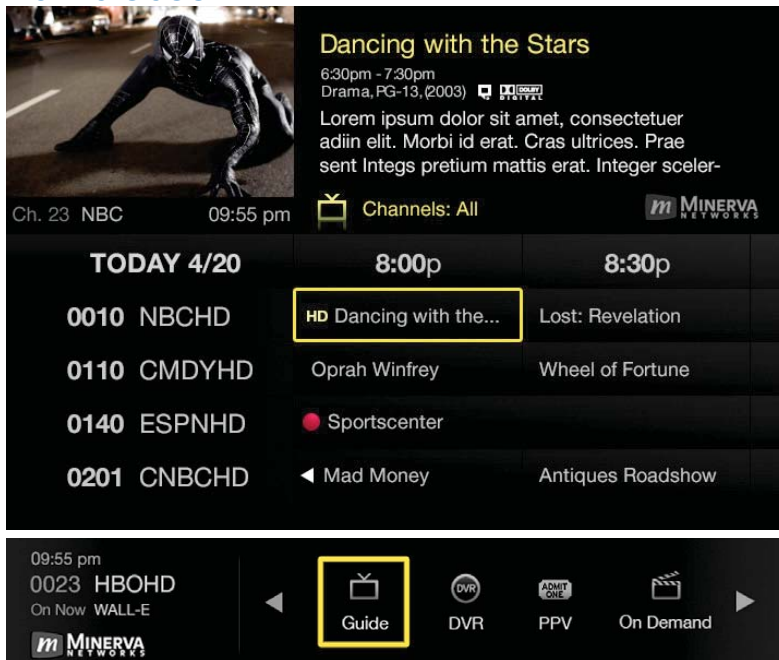 Dancing with the Stars
6:30pm - 7:30pm
Drama, PG-13, (2003) DOLBY DIGITAL
Lorem ipsum dolor sit amet, consectetuer
adiin elit. Morbi id erat. Cras ultrices. Prae
sent Integs pretium mattis erat. Integer sceler-
Ch. 23 NBC 09:55 pm
Channels: All
m MINERVA
NETWORKS
TODAY 4/20 8:00p 8:30p
0010 NBCHD HD Dancing with the... Lost: Revelation
0110 CMDYHD Oprah Winfrey Wheel of Fortune
0140 ESPNHD Sportscenter
0201 CNBCHD Mad Money Antiques Roadshow
09:55 pm
0023 HBOHD
On Now WALL-E
m MINERVA
NETWORKS
Guide
DVR
DVR
ADMIT ONE
PPV
On Demand